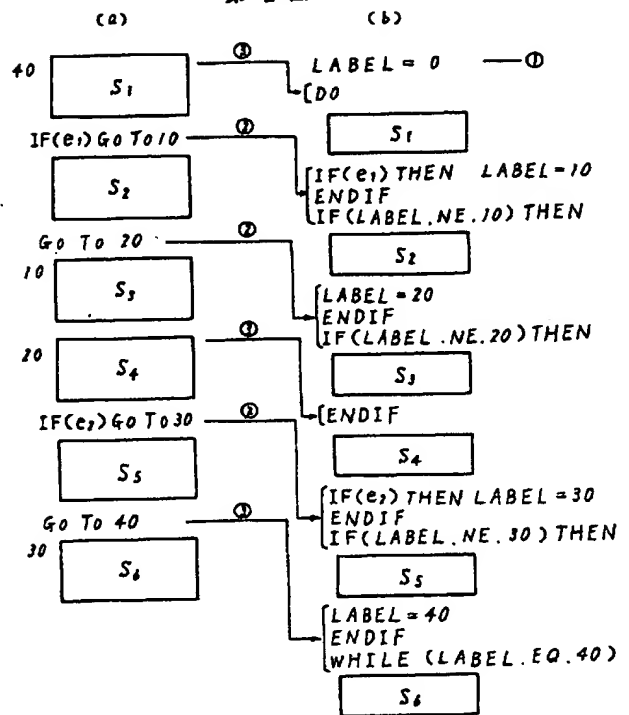 (a)
40
S₁
IF(e₁) GO TO 10
S₂
GO TO 20
10
S₃
20
S₄
IF(e₂) GO TO 30
S₅
GO TO 40
30
S₆
③
②
②
③
②
③
(b)
LABEL = 0 ①
DO
S₁
IF(e₁) THEN LABEL=10
ENDIF
IF(LABEL.NE.10) THEN
S₂
LABEL=20
ENDIF
IF(LABEL.NE.20) THEN
S₃
ENDIF
S₄
IF(e₂) THEN LABEL=30
ENDIF
IF(LABEL.NE.30) THEN
S₅
LABEL=40
ENDIF
WHILE (LABEL.EQ.40)
S₆